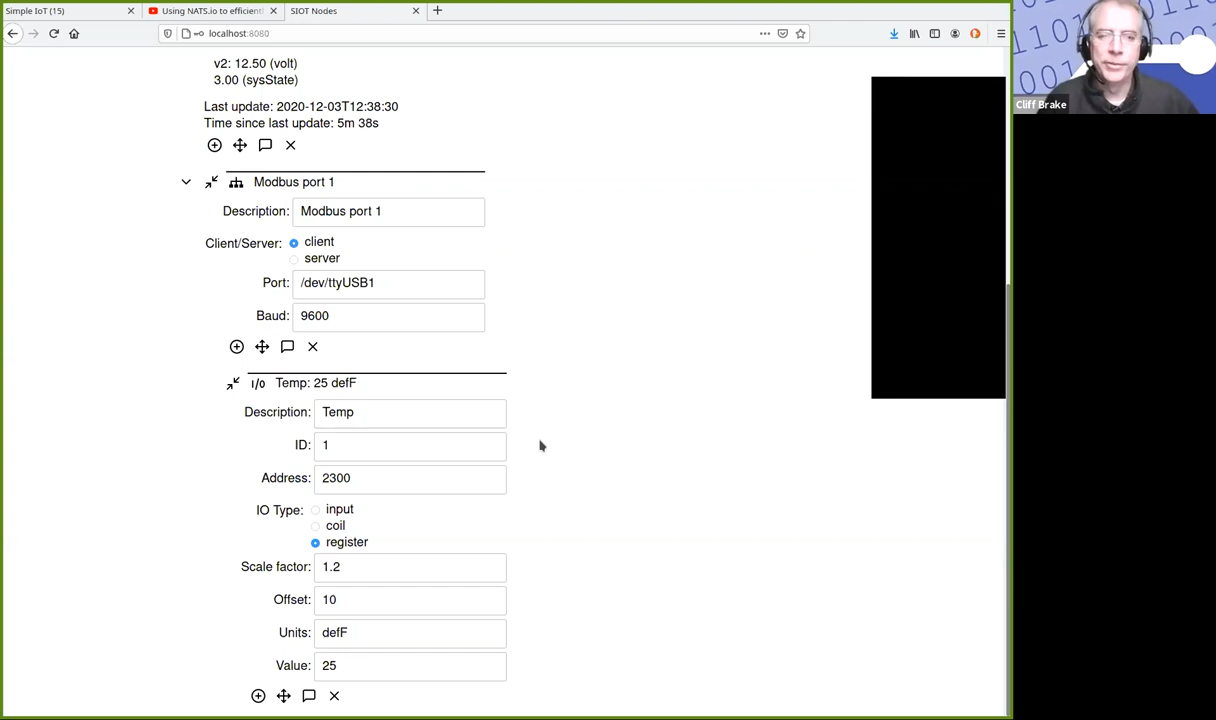 Simple IoT (15)
Using NATS.io to efficientl
SIOT Nodes
localhost:8080
Cliff Brake
v2: 12.50 (volt)
3.00 (sysState)
Last update: 2020-12-03T12:38:30
Time since last update: 5m 38s
Modbus port 1
Description: Modbus port 1
Client/Server: client
server
Port: /dev/ttyUSB1
Baud: 9600
I/0 Temp: 25 defF
Description: Temp
ID: 1
Address: 2300
IO Type: input
coil
register
Scale factor: 1.2
Offset: 10
Units: defF
Value: 25